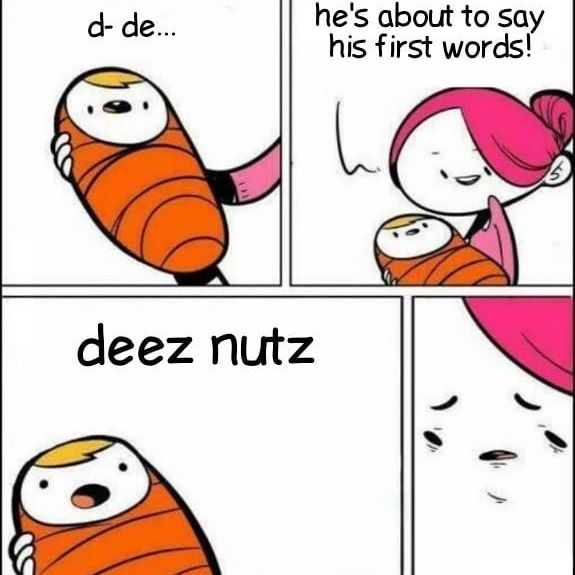 d- de...
he's about to say
his first words!
deez nutz